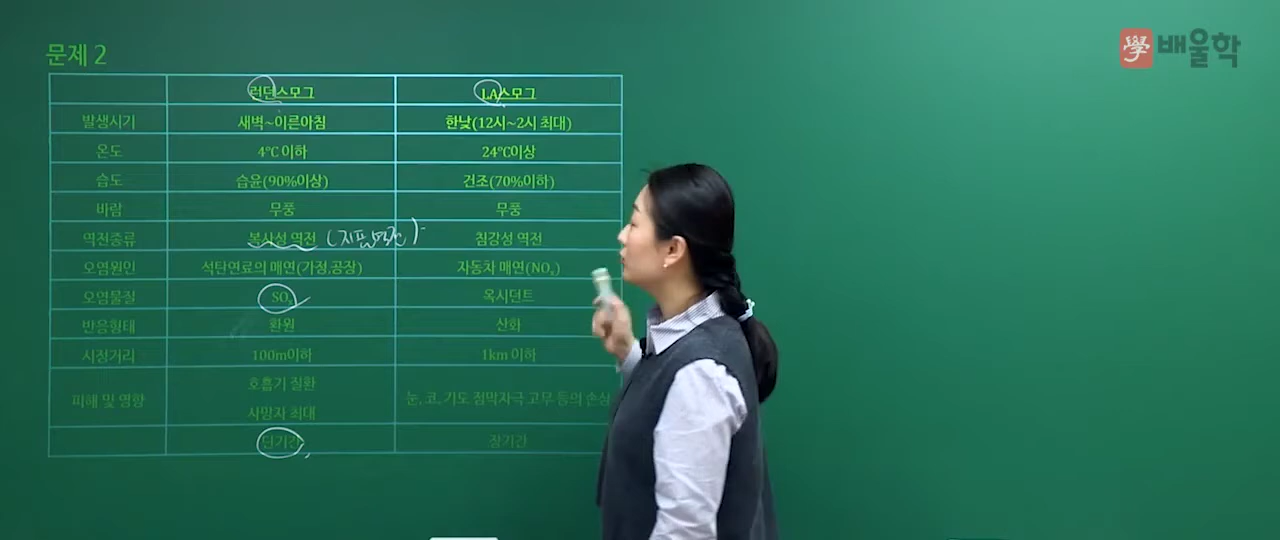 문제 2
學 배울학
런던스모그 LA스모그
발생시기 새벽~이른아침 한낮(12시~2시 최대)
온도 4℃ 이하 24℃이상
습도 습윤(90%이상) 건조(70%이하)
바람 무풍 무풍
역전종류 복사성 역전 (지표역전) 침강성 역전
오염원인 석탄연료의 매연(가정,공장) 자동차 매연(NOx)
오염물질 SOx 옥시던트
반응형태 환원 산화
시정거리 100m이하 1km 이하
피해 및 영향 호흡기 질환
사망자 최대 눈, 코, 기도 점막자극 고무 등의 손상
단기간 장기간